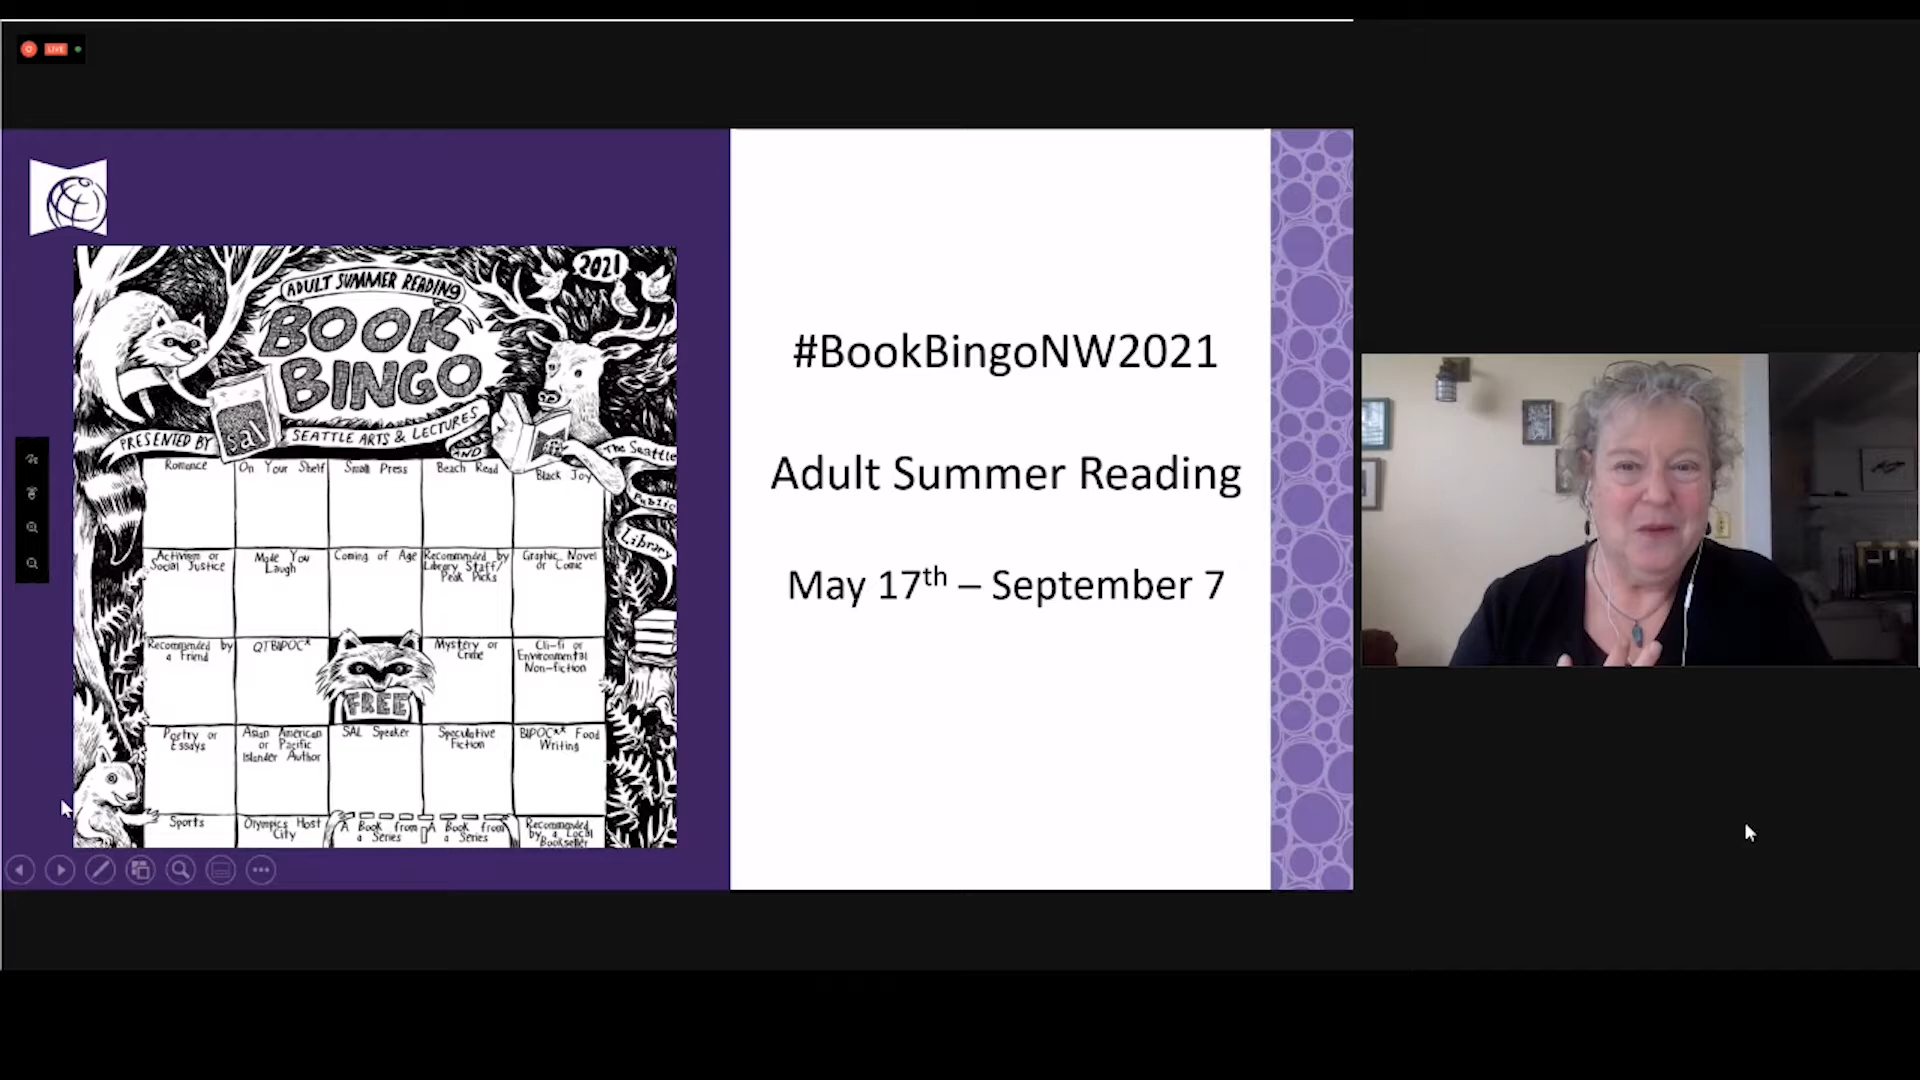 LIVE
2021
ADULT SUMMER READING
BOOK
BINGO
PRESENTED BY
sal
SEATTLE ARTS & LECTURES
AND
The Seattle
Public
Library
Romance
On Your Shelf
Small Press
Beach Read
Black Joy
Activism or
Social Justice
Made You
Laugh
Coming of Age
Recommended by
Library Staff/
Peak Picks
Graphic Novel
or Comic
Recommended by
a Friend
QTBIPOC*
FREE
Mystery or
Crime
Cli-fi or
Environmental
Non-fiction
Poetry or
Essays
Asian American
or Pacific
Islander Author
SAL Speaker
Speculative
Fiction
BIPOC** Food
Writing
Sports
Olympics Host
City
A Book from
a Series
A Book from
a Series
Recommended
by a Local
Bookseller
#BookBingoNW2021
Adult Summer Reading
May 17th – September 7